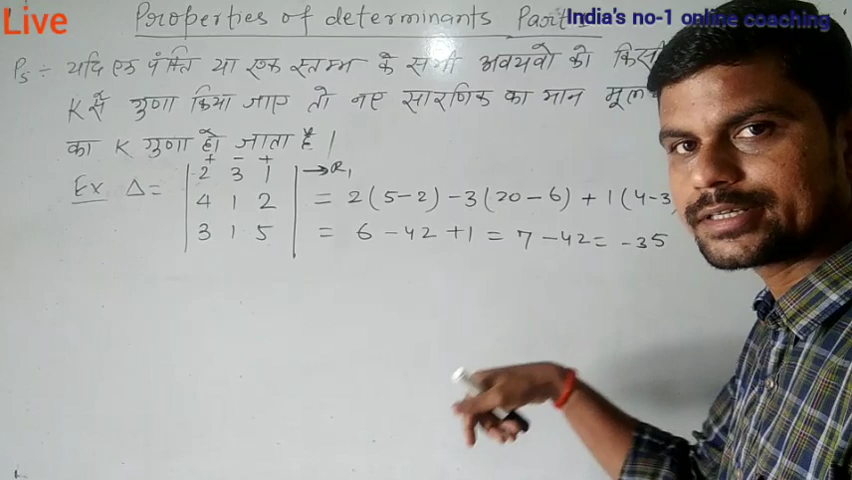 Live
Properties of determinants Part
India's no-1 online coaching
P₅ ÷ यदि एक पंक्ति या एक स्तम्भ के सभी अवयवो को किसी
K से गुणा किया जाए तो नए सारणिक का मान मूल
का K गुणा हो जाता है |
+ - +
Ex. Δ = | 2 3 1 | → R₁
| 4 1 2 | = 2(5-2) -3(20-6) + 1(4-3
| 3 1 5 | = 6 - 42 + 1 = 7 - 42 = -35